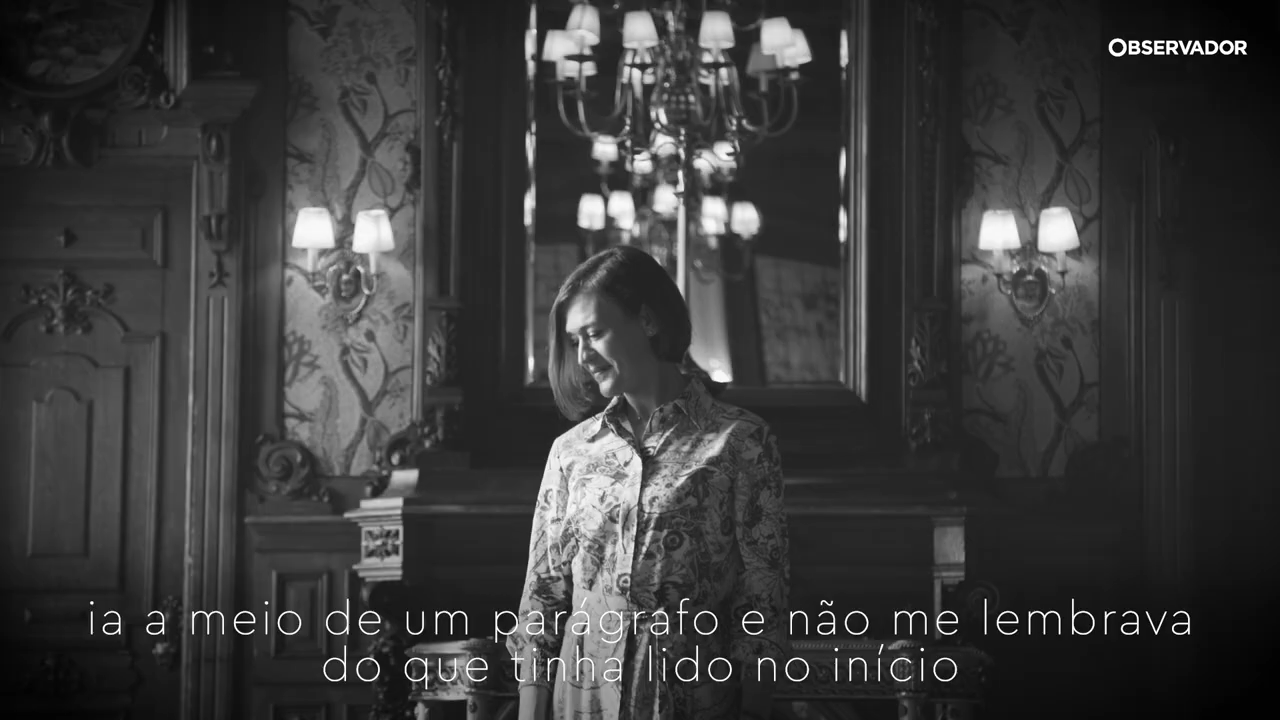 OBSERVADOR
ia a meio de um parágrafo e não me lembrava
do que tinha lido no início